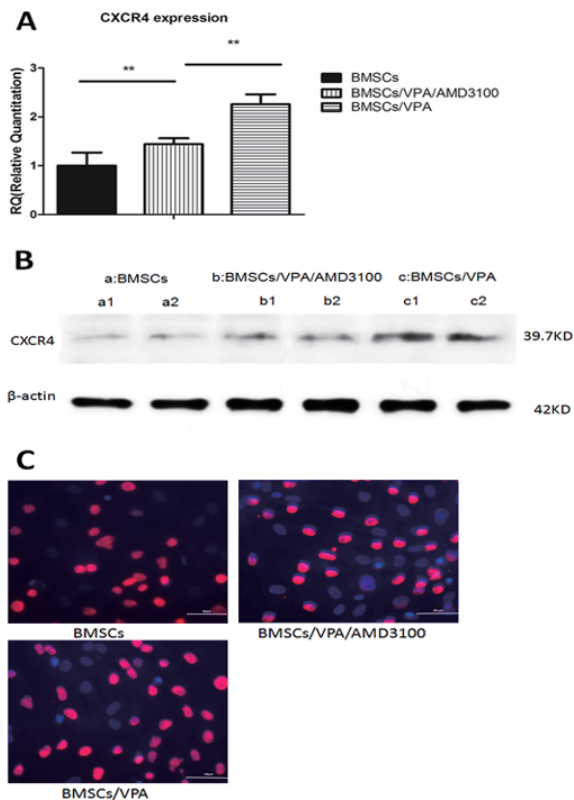 A
CXCR4 expression
**
**
RQ(Relative Quantitation)
3
2
1
0
BMSCs
BMSCs/VPA/AMD3100
BMSCs/VPA
B
a:BMSCs b:BMSCs/VPA/AMD3100 c:BMSCs/VPA
a1 a2 b1 b2 c1 c2
CXCR4 39.7KD
β-actin 42KD
C
BMSCs
BMSCs/VPA/AMD3100
BMSCs/VPA